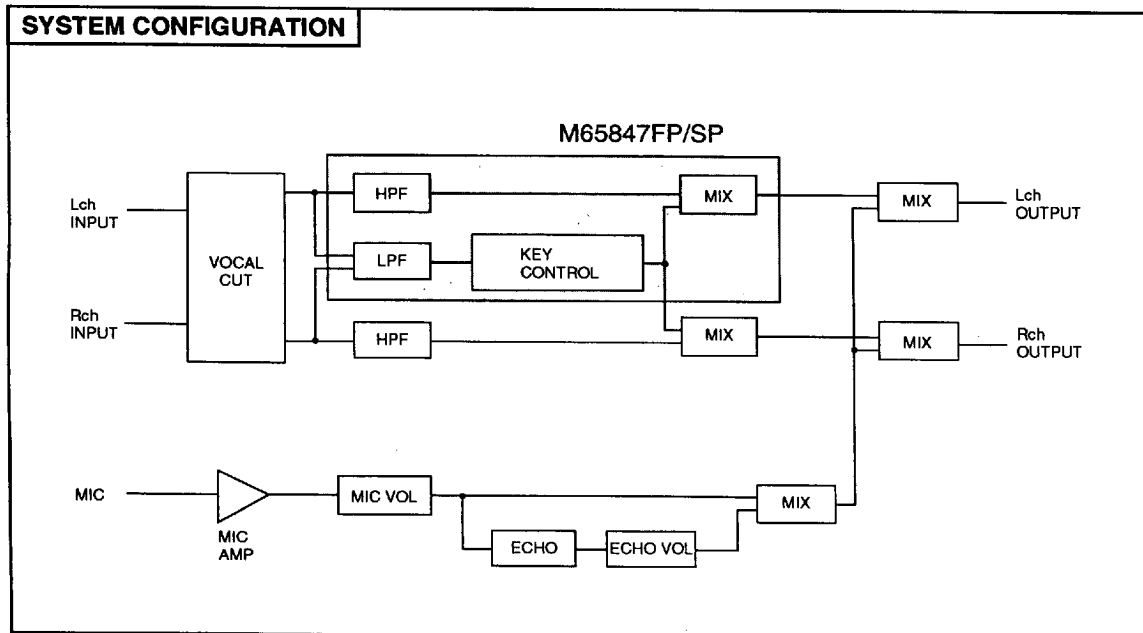 SYSTEM CONFIGURATION
M65847FP/SP
HPF
MIX
MIX
Lch
INPUT
Lch
OUTPUT
VOCAL
CUT
LPF
KEY
CONTROL
Rch
INPUT
HPF
MIX
MIX
Rch
OUTPUT
MIC
MIC
AMP
MIC VOL
MIX
ECHO
ECHO VOL